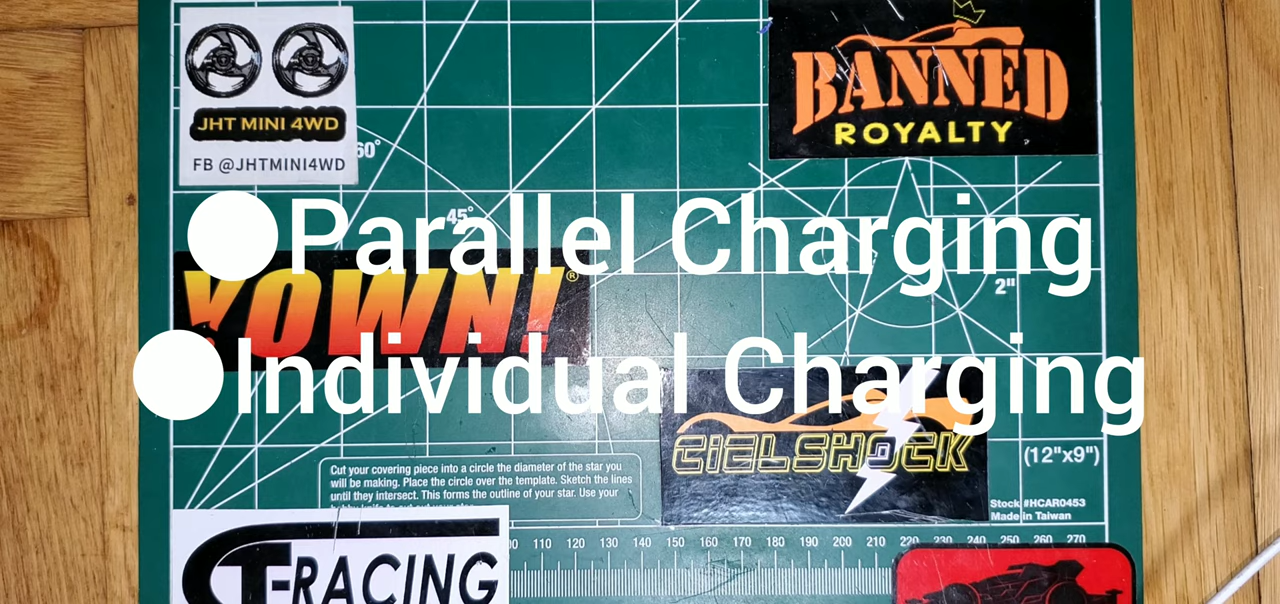 JHT MINI 4WD
FB @JHTMINI4WD
BANNED
ROYALTY
60°
45°
●Parallel Charging
YOWN!®
2"
●Individual Charging
CIELSHOCK
(12"x9")
Cut your covering piece into a circle the diameter of the star you
will be making. Place the circle over the template. Sketch the lines
until they intersect. This forms the outline of your star. Use your
Stock #HCAR0453
Made in Taiwan
110 120 130 140 150 160 170 180 190 200 210 220 230 240 250 260 270
T-RACING